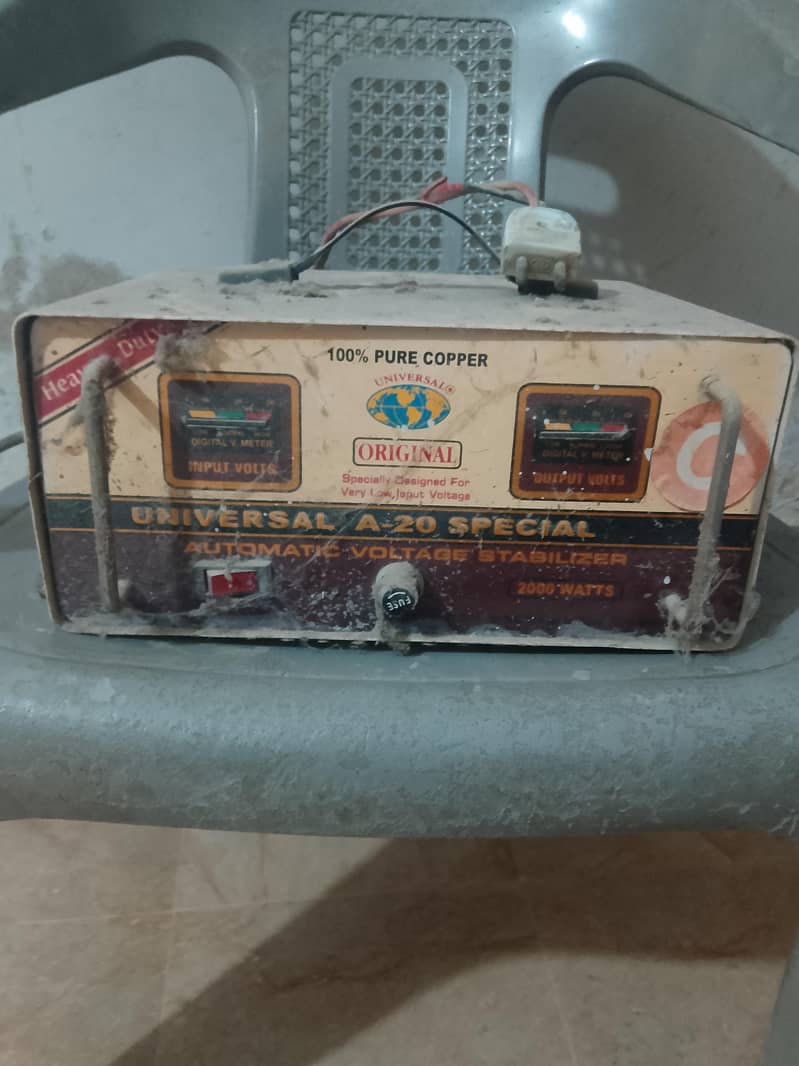 Heavy Duty
100% PURE COPPER
UNIVERSAL®
DIGITAL V. METER
INPUT VOLTS
ORIGINAL
Specially Designed For
Very Low Input Voltage
DIGITAL V. METER
OUTPUT VOLTS
C
UNIVERSAL A-20 SPECIAL
AUTOMATIC VOLTAGE STABILIZER
FUSE
2000 WATTS